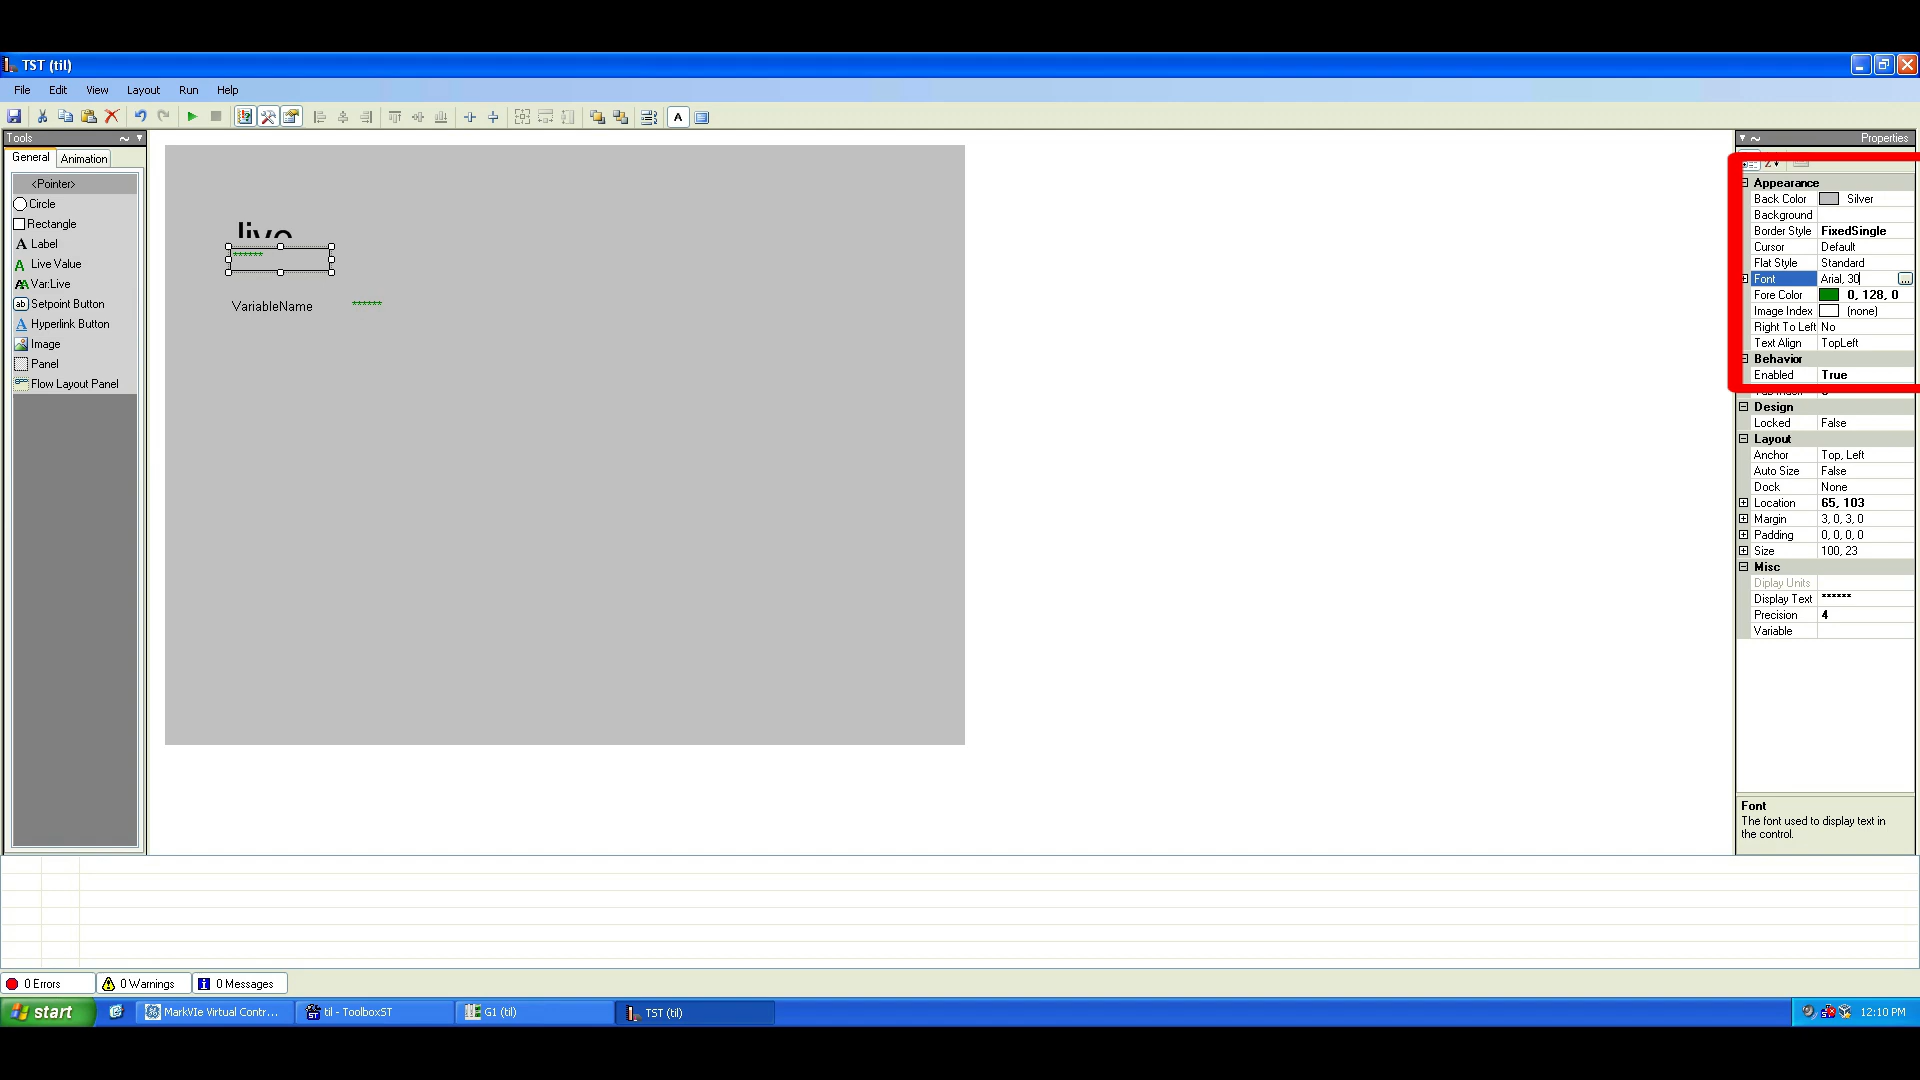 TST (til)
File Edit View Layout Run Help
A
Tools
General Animation
<Pointer>
Circle
Rectangle
A Label
A Live Value
AA Var:Live
ab Setpoint Button
A Hyperlink Button
Image
Panel
Flow Layout Panel
live
******
VariableName ******
Properties
Appearance
Back Color Silver
Background
Border Style FixedSingle
Cursor Default
Flat Style Standard
Font Arial, 30 ...
Fore Color 0, 128, 0
Image Index (none)
Right To Left No
Text Align TopLeft
Behavior
Enabled True
Design
Locked False
Layout
Anchor Top, Left
Auto Size False
Dock None
Location 65, 103
Margin 3, 0, 3, 0
Padding 0, 0, 0, 0
Size 100, 23
Misc
Diplay Units
Display Text ******
Precision 4
Variable
Font
The font used to display text in
the control.
0 Errors 0 Warnings 0 Messages
start MarkVIe Virtual Contr... til - ToolboxST G1 (til) TST (til) 12:10 PM